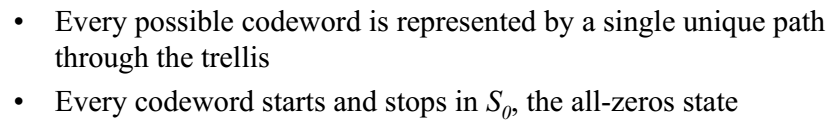 • Every possible codeword is represented by a single unique path
through the trellis
• Every codeword starts and stops in S₀, the all-zeros state